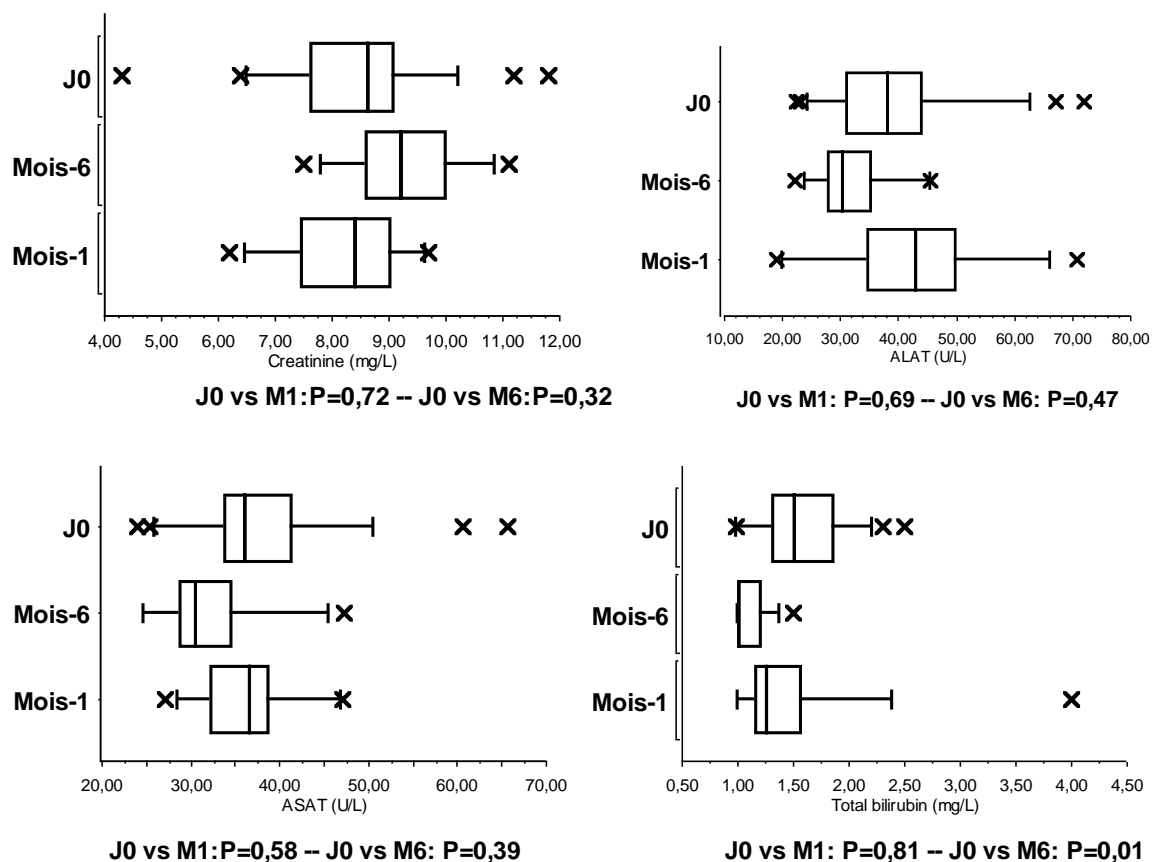 J0
Mois-6
Mois-1
4,00 5,00 6,00 7,00 8,00 9,00 10,00 11,00 12,00
Creatinine (mg/L)
J0 vs M1:P=0,72 -- J0 vs M6:P=0,32
J0
Mois-6
Mois-1
10,00 20,00 30,00 40,00 50,00 60,00 70,00 80,00
ALAT (U/L)
J0 vs M1: P=0,69 -- J0 vs M6: P=0,47
J0
Mois-6
Mois-1
20,00 30,00 40,00 50,00 60,00 70,00
ASAT (U/L)
J0 vs M1:P=0,58 -- J0 vs M6: P=0,39
J0
Mois-6
Mois-1
0,50 1,00 1,50 2,00 2,50 3,00 3,50 4,00 4,50
Total bilirubin (mg/L)
J0 vs M1: P=0,81 -- J0 vs M6: P=0,01